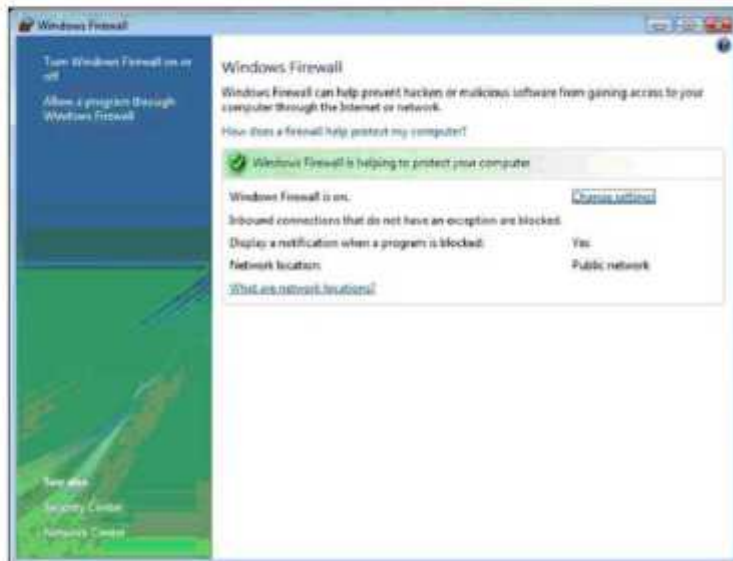 Windows Firewall
Turn Windows Firewall on or
off
Allow a program through
Windows Firewall
See also
Security Center
Network Center
Windows Firewall
Windows Firewall can help prevent hackers or malicious software from gaining access to your
computer through the Internet or network.
How does a firewall help protect my computer?
Windows Firewall is helping to protect your computer
Windows Firewall is on. Change settings
Inbound connections that do not have an exception are blocked.
Display a notification when a program is blocked: Yes
Network location: Public network
What are network locations?